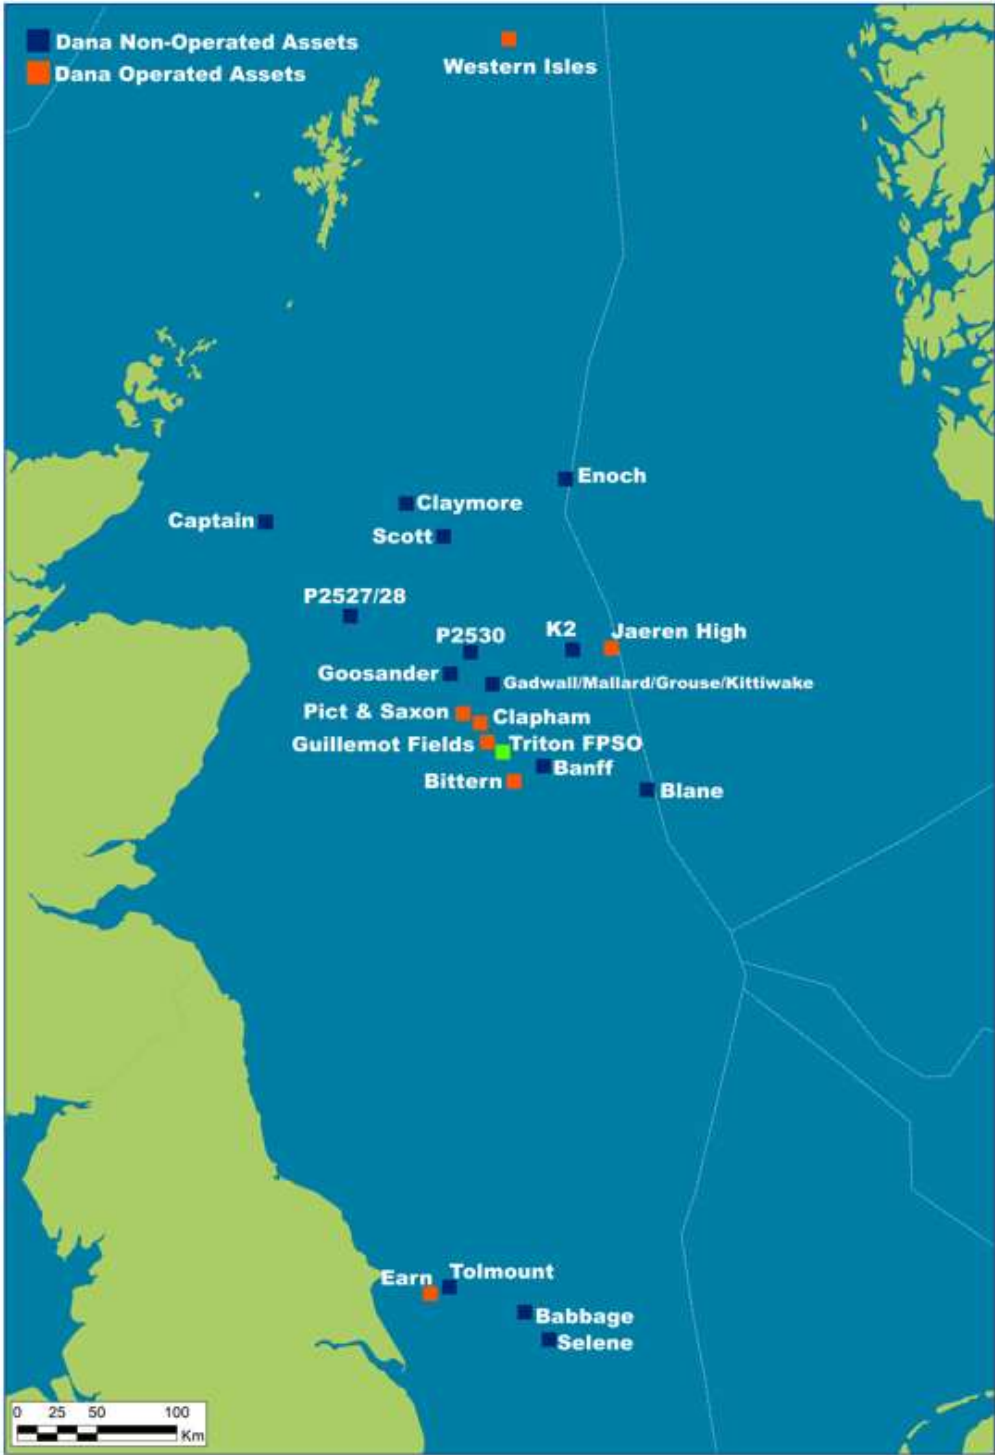 Dana Non-Operated Assets
Dana Operated Assets
Western Isles
Enoch
Claymore
Captain
Scott
P2527/28
K2
Jaeren High
P2530
Goosander
Gadwall/Mallard/Grouse/Kittiwake
Pict & Saxon
Clapham
Guillemot Fields
Triton FPSO
Banff
Bittern
Blane
Earn
Tolmount
Babbage
Selene
0 25 50 100
Km